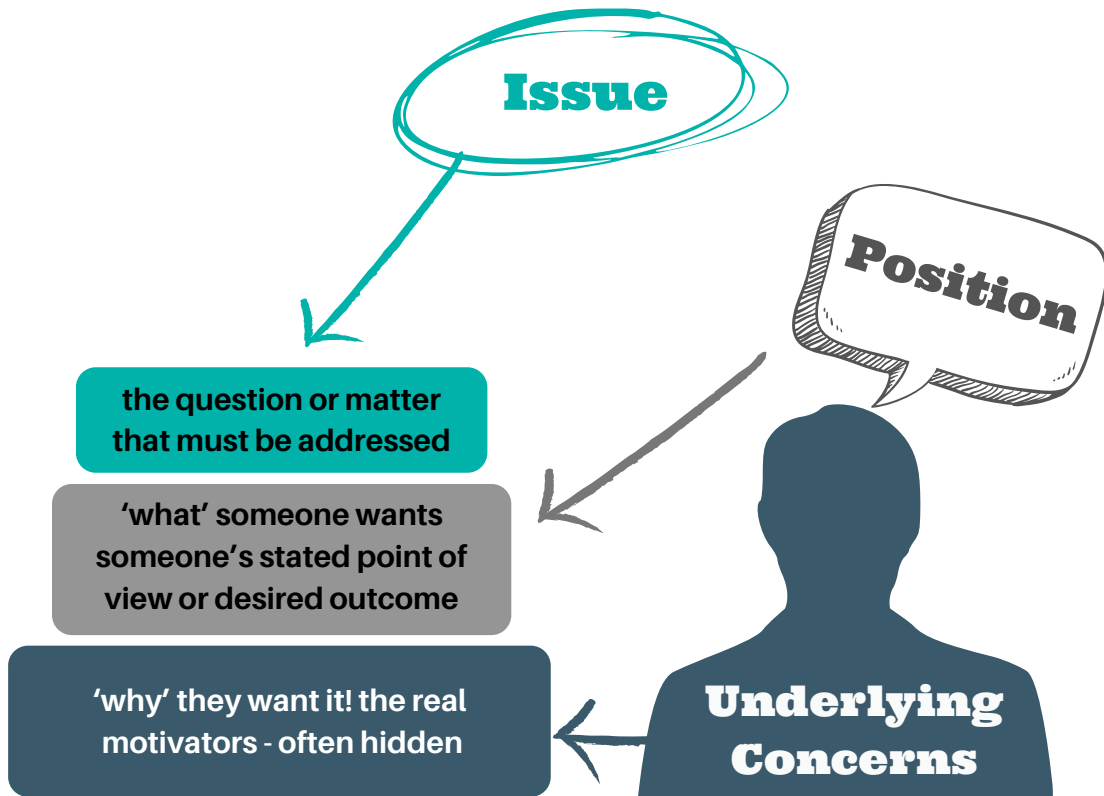 Issue
Position
the question or matter
that must be addressed
‘what’ someone wants
someone’s stated point of
view or desired outcome
‘why’ they want it! the real
motivators - often hidden
Underlying
Concerns